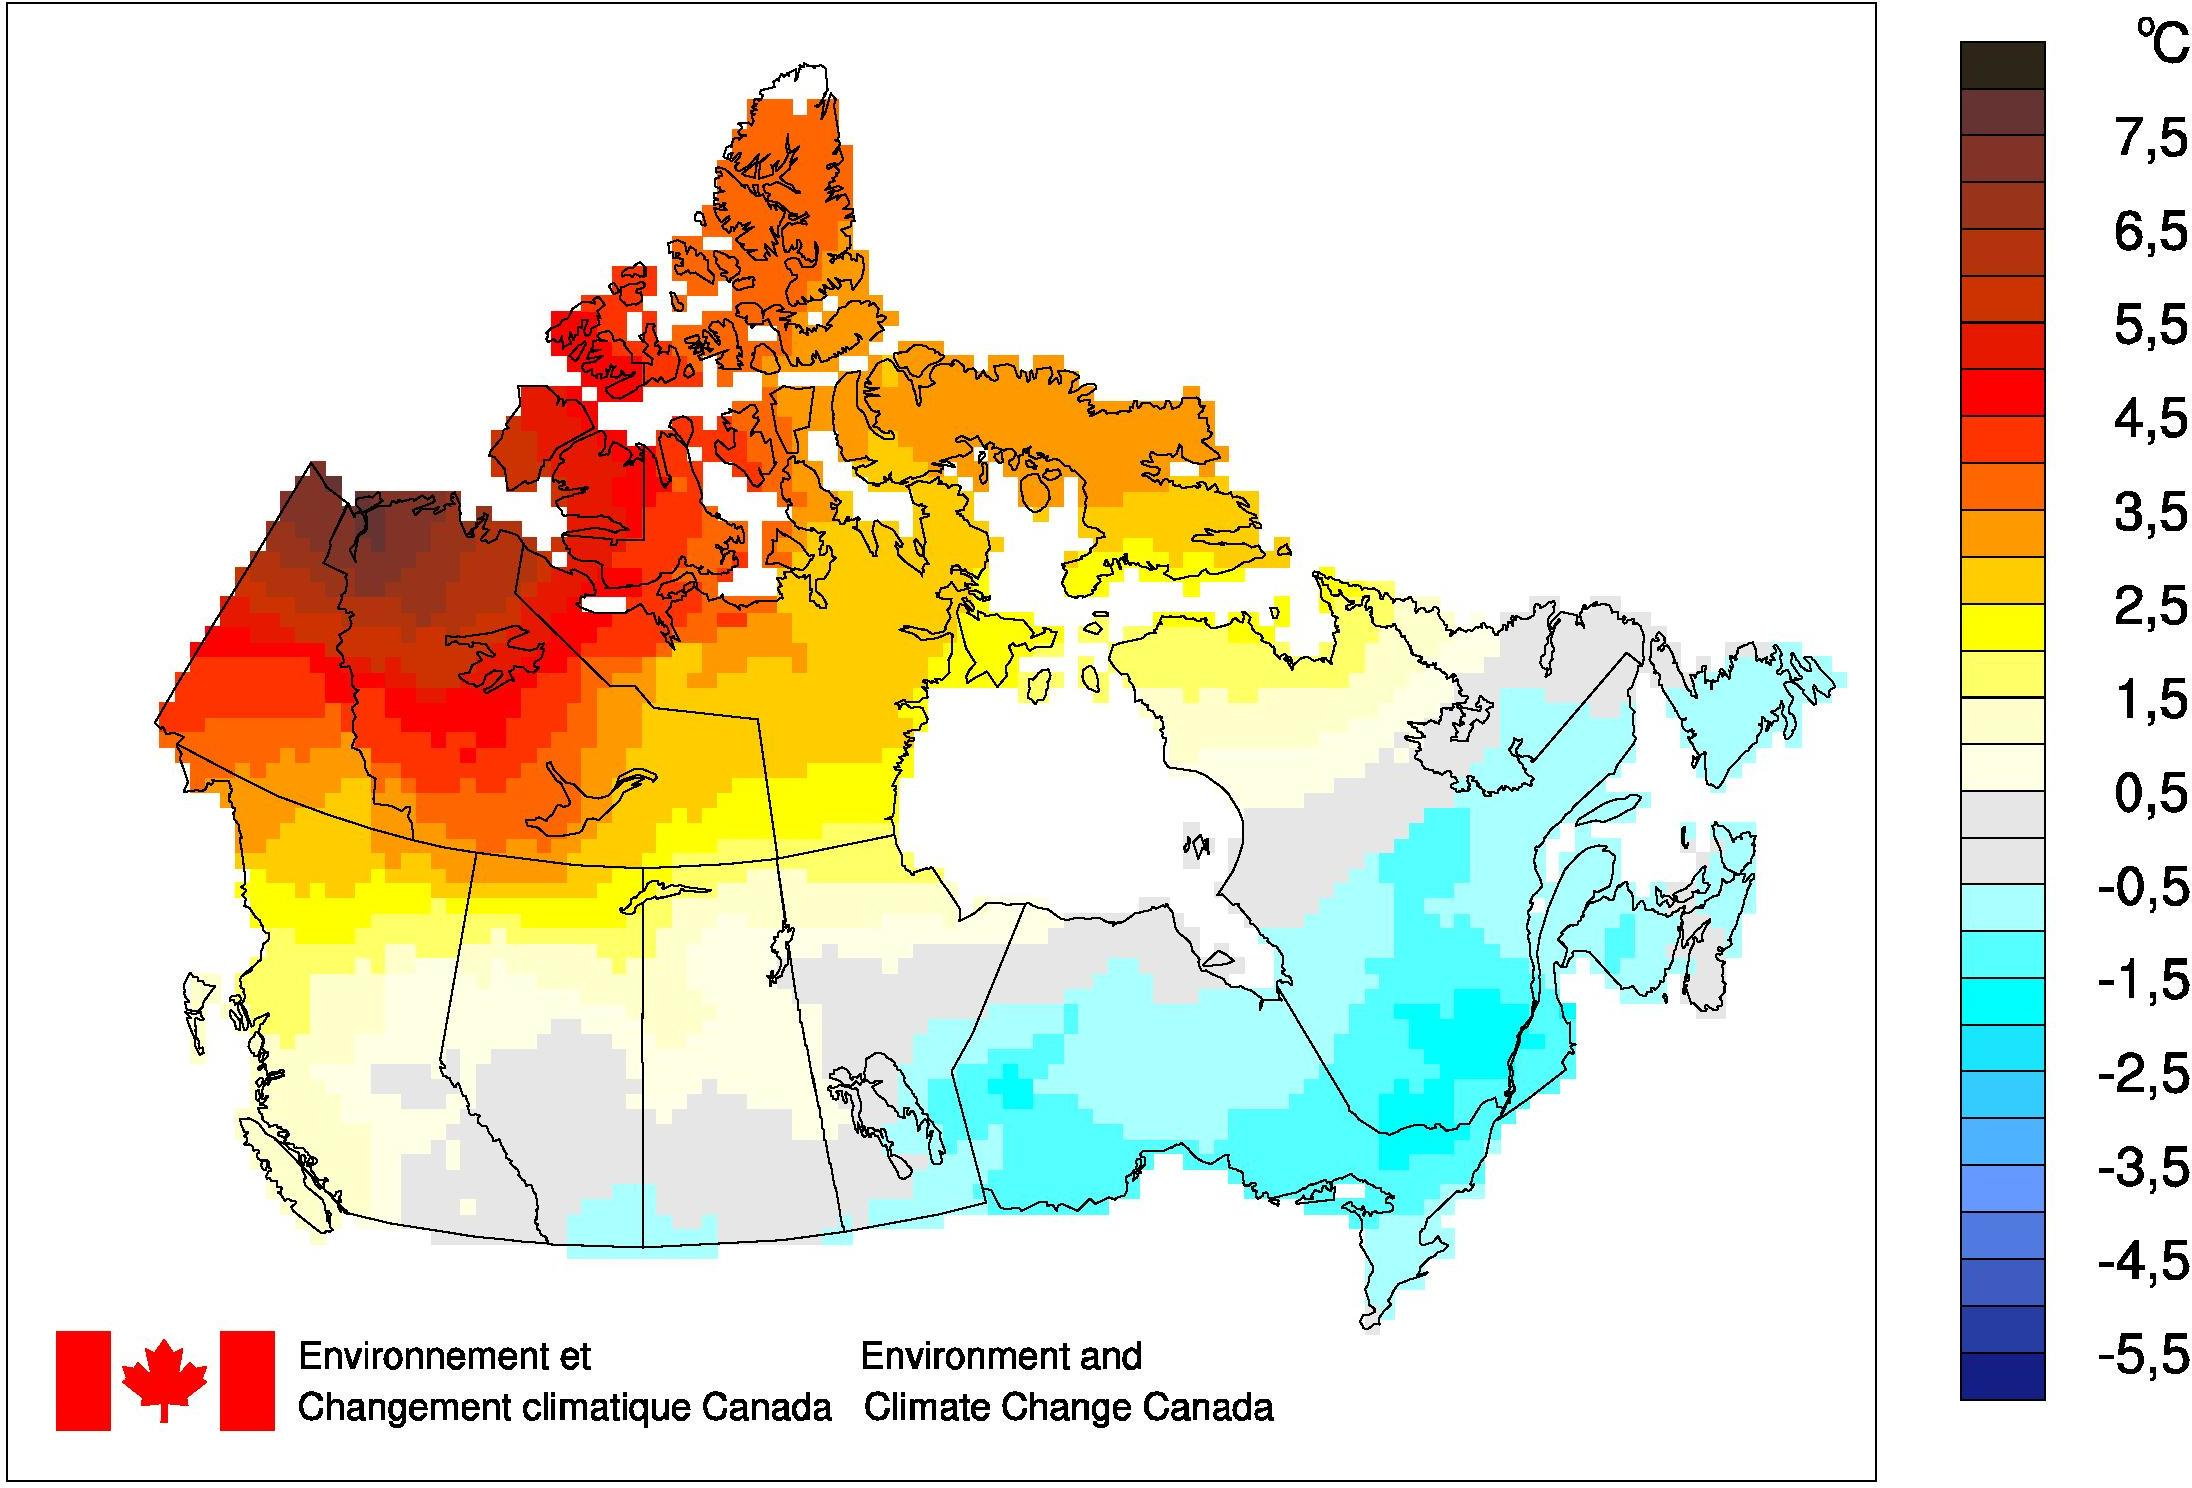 ºC
7,5
6,5
5,5
4,5
3,5
2,5
1,5
0,5
-0,5
-1,5
-2,5
-3,5
-4,5
-5,5
Environnement et
Changement climatique Canada
Environment and
Climate Change Canada